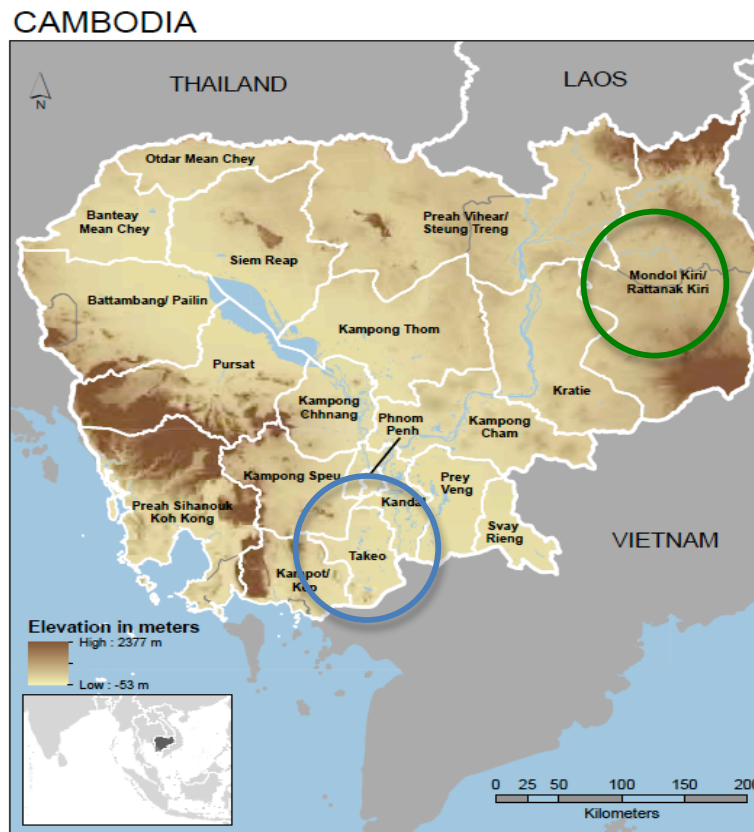 CAMBODIA
THAILAND
LAOS
N
Otdar Mean Chey
Banteay
Mean Chey
Preah Vihear/
Steung Treng
Siem Reap
Mondol Kiri/
Rattanak Kiri
Battambang/ Pailin
Kampong Thom
Pursat
Kampong
Chhnang
Kratie
Phnom
Penh
Kampong
Cham
Kampong Speu
Prey
Veng
Kandal
Preah Sihanouk
Koh Kong
Svay
Rieng
VIETNAM
Takeo
Kampot/
Kep
Elevation in meters
High : 2377 m
Low : -53 m
0 25 50 100 150 200
Kilometers